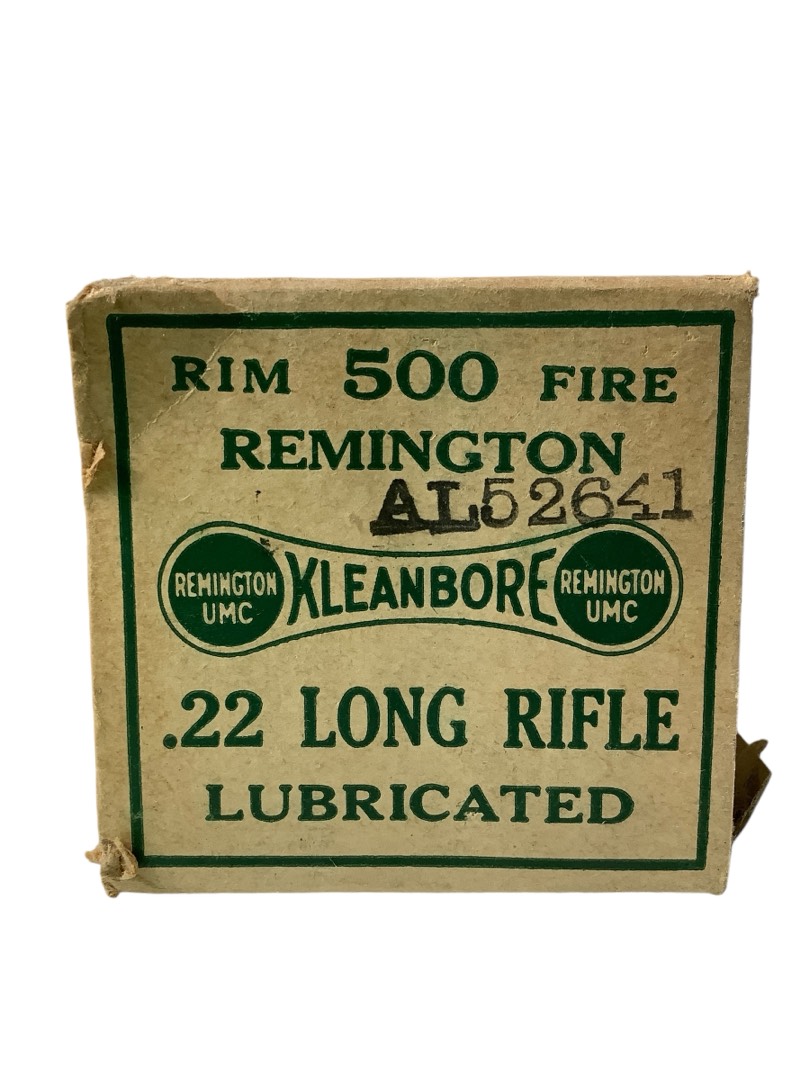 RIM 500 FIRE
REMINGTON
AL52641
REMINGTON UMC KLEANBORE REMINGTON UMC
.22 LONG RIFLE
LUBRICATED